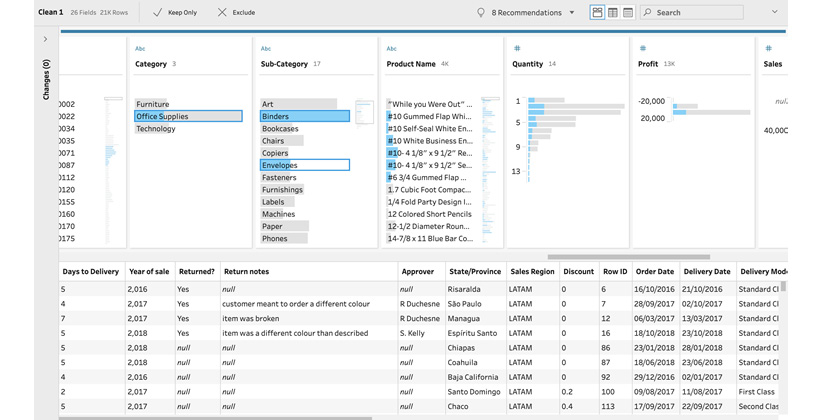 Clean 1 26 Fields 21K Rows Keep Only Exclude 8 Recommendations Search
Changes (0)
Abc Abc Abc # # #
Category 3 Sub-Category 17 Product Name 4K Quantity 14 Profit 13K Sales
0002
0022
0034
0035
0071
0087
0112
0120
0155
0160
0170
0175
Furniture
Office Supplies
Technology
Art
Binders
Bookcases
Chairs
Copiers
Envelopes
Fasteners
Furnishings
Labels
Machines
Paper
Phones
"While you Were Out" ...
#10 Gummed Flap Whi...
#10 Self-Seal White En...
#10 White Business En...
#10- 4 1/8" x 9 1/2" Re...
#10- 4 1/8" x 9 1/2" Se...
#6 3/4 Gummed Flap ...
1.7 Cubic Foot Compac...
1/4 Fold Party Design I...
12 Colored Short Pencils
12-1/2 Diameter Roun...
14-7/8 x 11 Blue Bar Co...
1
5
9
13
-20,000
20,000
null
40,000
Days to Delivery Year of sale Returned? Return notes Approver State/Province Sales Region Discount Row ID Order Date Delivery Date Delivery Mode
5 2,016 Yes null null Risaralda LATAM 0 6 16/10/2016 21/10/2016 Standard Cl
4 2,017 Yes customer meant to order a different colour R Duchesne São Paulo LATAM 0 7 28/09/2017 02/10/2017 Standard Cl
7 2,017 Yes item was broken R Duchesne Managua LATAM 0 12 06/03/2017 13/03/2017 Standard Cl
5 2,018 Yes item was a different colour than described S. Kelly Espíritu Santo LATAM 0 16 18/10/2018 23/10/2018 Standard Cl
5 2,018 null null null Chiapas LATAM 0 86 23/01/2018 28/01/2018 Standard Cl
5 2,018 null null null Coahuila LATAM 0 87 18/06/2018 23/06/2018 Standard Cl
4 2,016 null null null Baja California LATAM 0 92 29/12/2016 02/01/2017 Standard Cl
2 2,017 null null null Santo Domingo LATAM 0.2 100 09/08/2017 11/08/2017 First Class
5 2,017 null null null Chaco LATAM 0.4 113 17/09/2017 22/09/2017 Second Class